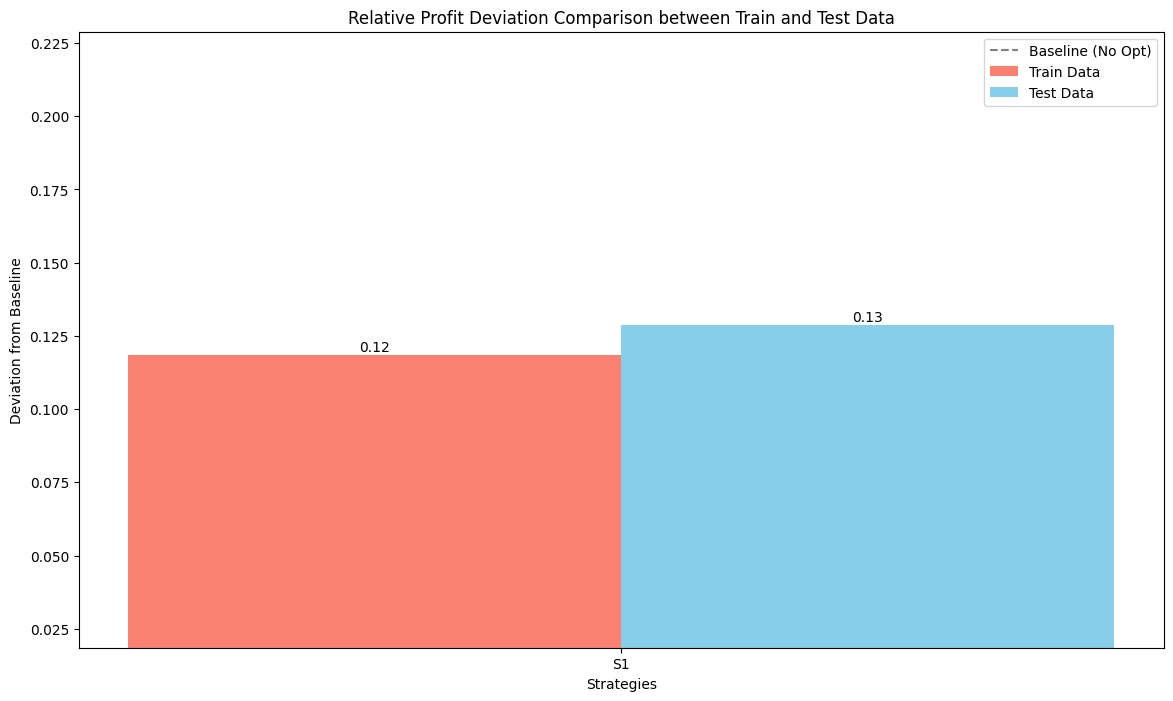 Relative Profit Deviation Comparison between Train and Test Data
0.225
0.200
0.175
0.150
0.125
0.100
0.075
0.050
0.025
Deviation from Baseline
Baseline (No Opt)
Train Data
Test Data
0.12
0.13
S1
Strategies